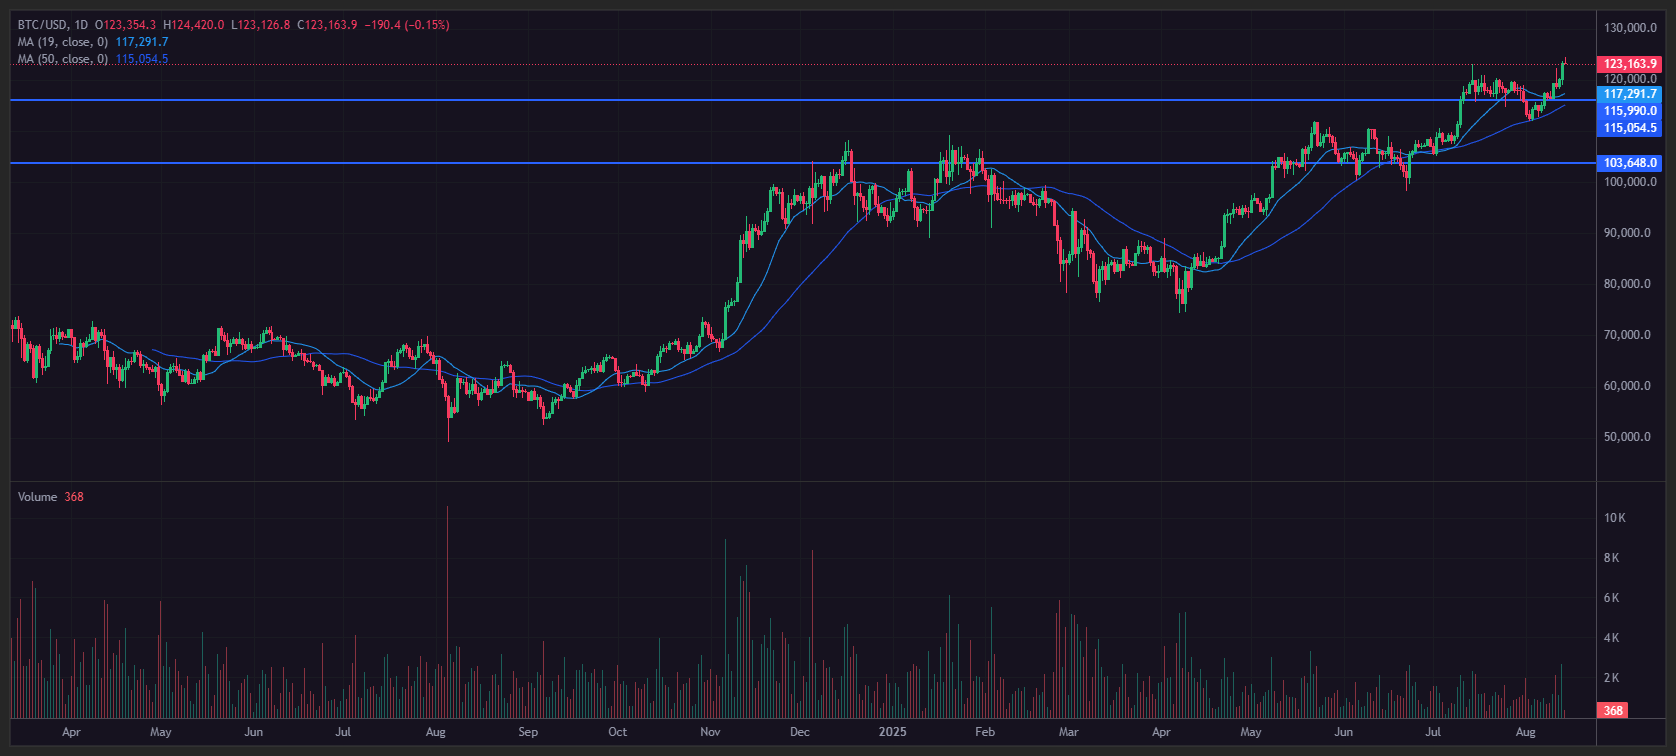 BTC/USD, 1D O123,354.3 H124,420.0 L123,126.8 C123,163.9 −190.4 (−0.15%)
MA (19, close, 0) 117,291.7
MA (50, close, 0) 115,054.5
130,000.0
123,163.9
120,000.0
117,291.7
115,990.0
115,054.5
103,648.0
100,000.0
90,000.0
80,000.0
70,000.0
60,000.0
50,000.0
Volume 368
10K
8K
6K
4K
2K
368
Apr May Jun Jul Aug Sep Oct Nov Dec 2025 Feb Mar Apr May Jun Jul Aug